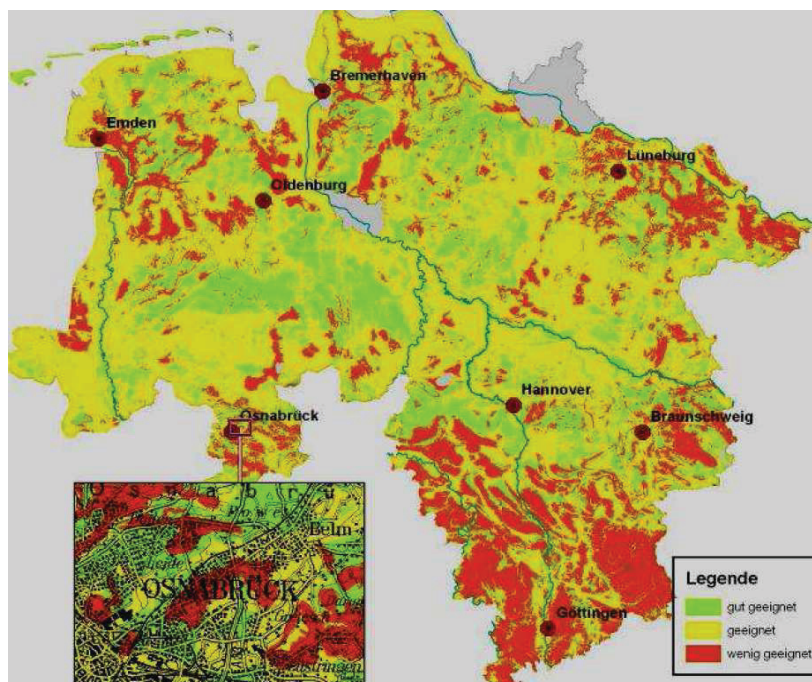 Bremerhaven
Emden
Lüneburg
Oldenburg
Hannover
Osnabrück
Braunschweig
O s n a b r ü
Belm
OSNABRÜCK
Göttingen
Legende
gut geeignet
geeignet
wenig geeignet